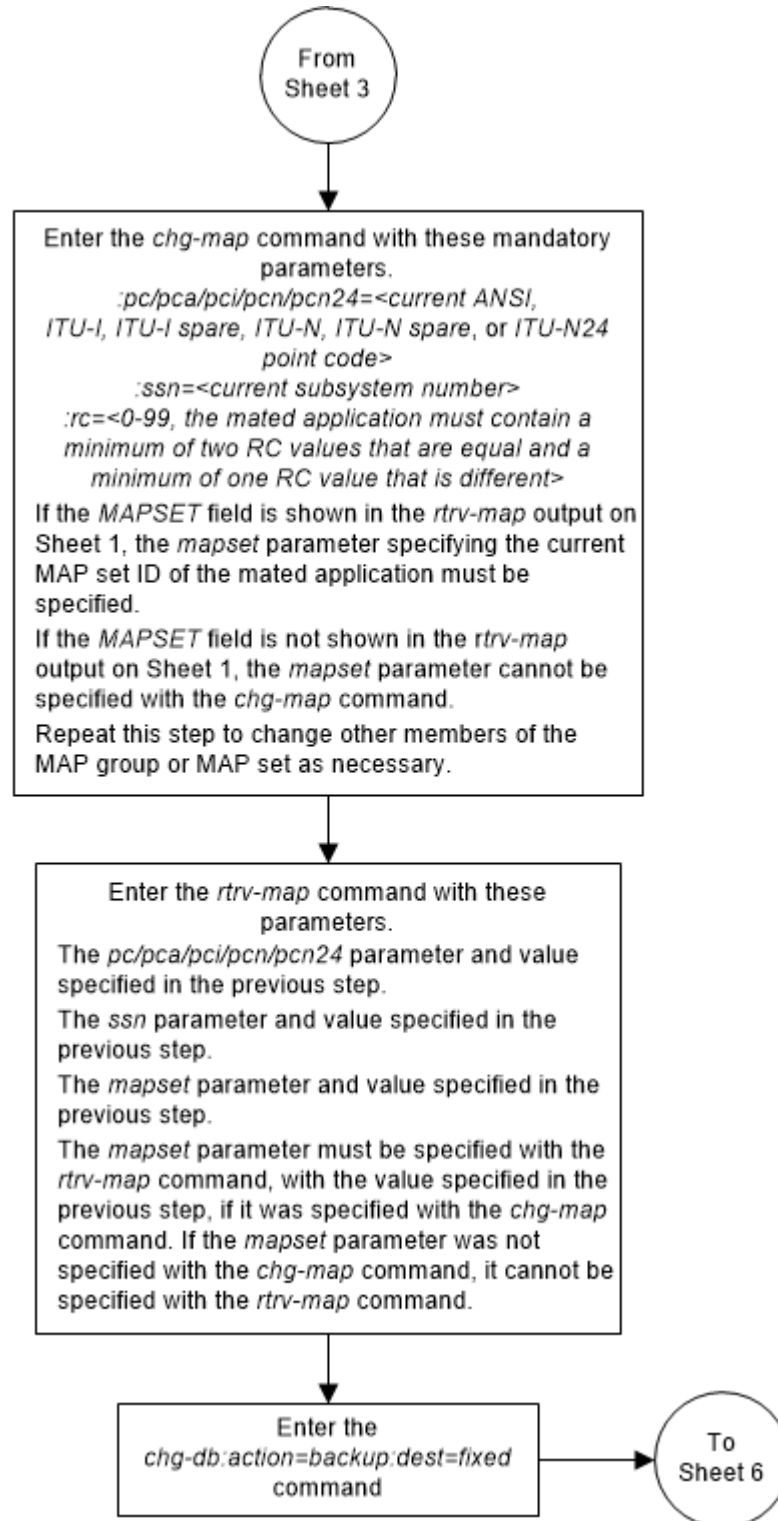 From
Sheet 3
Enter the chg-map command with these mandatory
parameters.
:pc/pca/pci/pcn/pcn24=<current ANSI,
ITU-I, ITU-I spare, ITU-N, ITU-N spare, or ITU-N24
point code>
:ssn=<current subsystem number>
:rc=<0-99, the mated application must contain a
minimum of two RC values that are equal and a
minimum of one RC value that is different>
If the MAPSET field is shown in the rtrv-map output on
Sheet 1, the mapset parameter specifying the current
MAP set ID of the mated application must be
specified.
If the MAPSET field is not shown in the rtrv-map
output on Sheet 1, the mapset parameter cannot be
specified with the chg-map command.
Repeat this step to change other members of the
MAP group or MAP set as necessary.
Enter the rtrv-map command with these
parameters.
The pc/pca/pci/pcn/pcn24 parameter and value
specified in the previous step.
The ssn parameter and value specified in the
previous step.
The mapset parameter and value specified in the
previous step.
The mapset parameter must be specified with the
rtrv-map command, with the value specified in the
previous step, if it was specified with the chg-map
command. If the mapset parameter was not
specified with the chg-map command, it cannot be
specified with the rtrv-map command.
Enter the
chg-db:action=backup:dest=fixed
command
To
Sheet 6